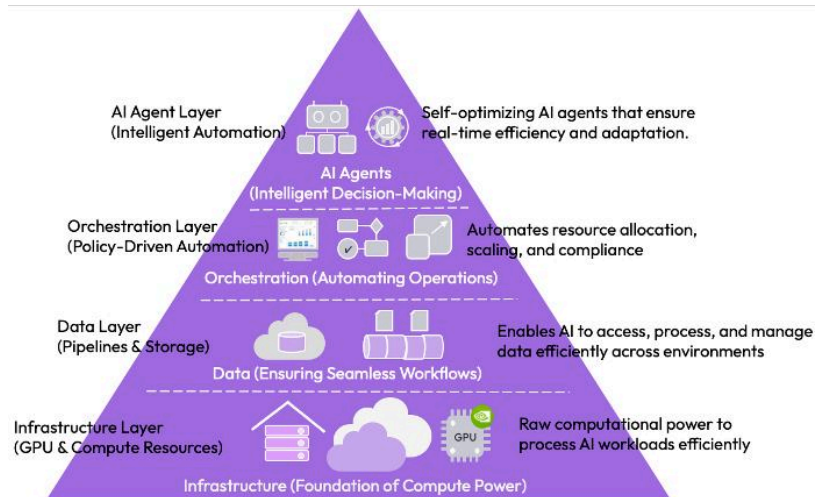 AI Agent Layer
(Intelligent Automation)
Self-optimizing AI agents that ensure
real-time efficiency and adaptation.
AI Agents
(Intelligent Decision-Making)
Orchestration Layer
(Policy-Driven Automation)
Automates resource allocation,
scaling, and compliance
Orchestration (Automating Operations)
Data Layer
(Pipelines & Storage)
Enables AI to access, process, and manage
data efficiently across environments
Data (Ensuring Seamless Workflows)
Infrastructure Layer
(GPU & Compute Resources)
GPU
Raw computational power to
process AI workloads efficiently
Infrastructure (Foundation of Compute Power)